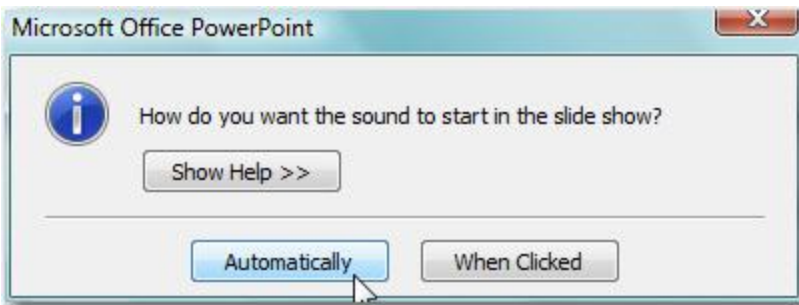 Microsoft Office PowerPoint
How do you want the sound to start in the slide show?
Show Help >>
Automatically When Clicked